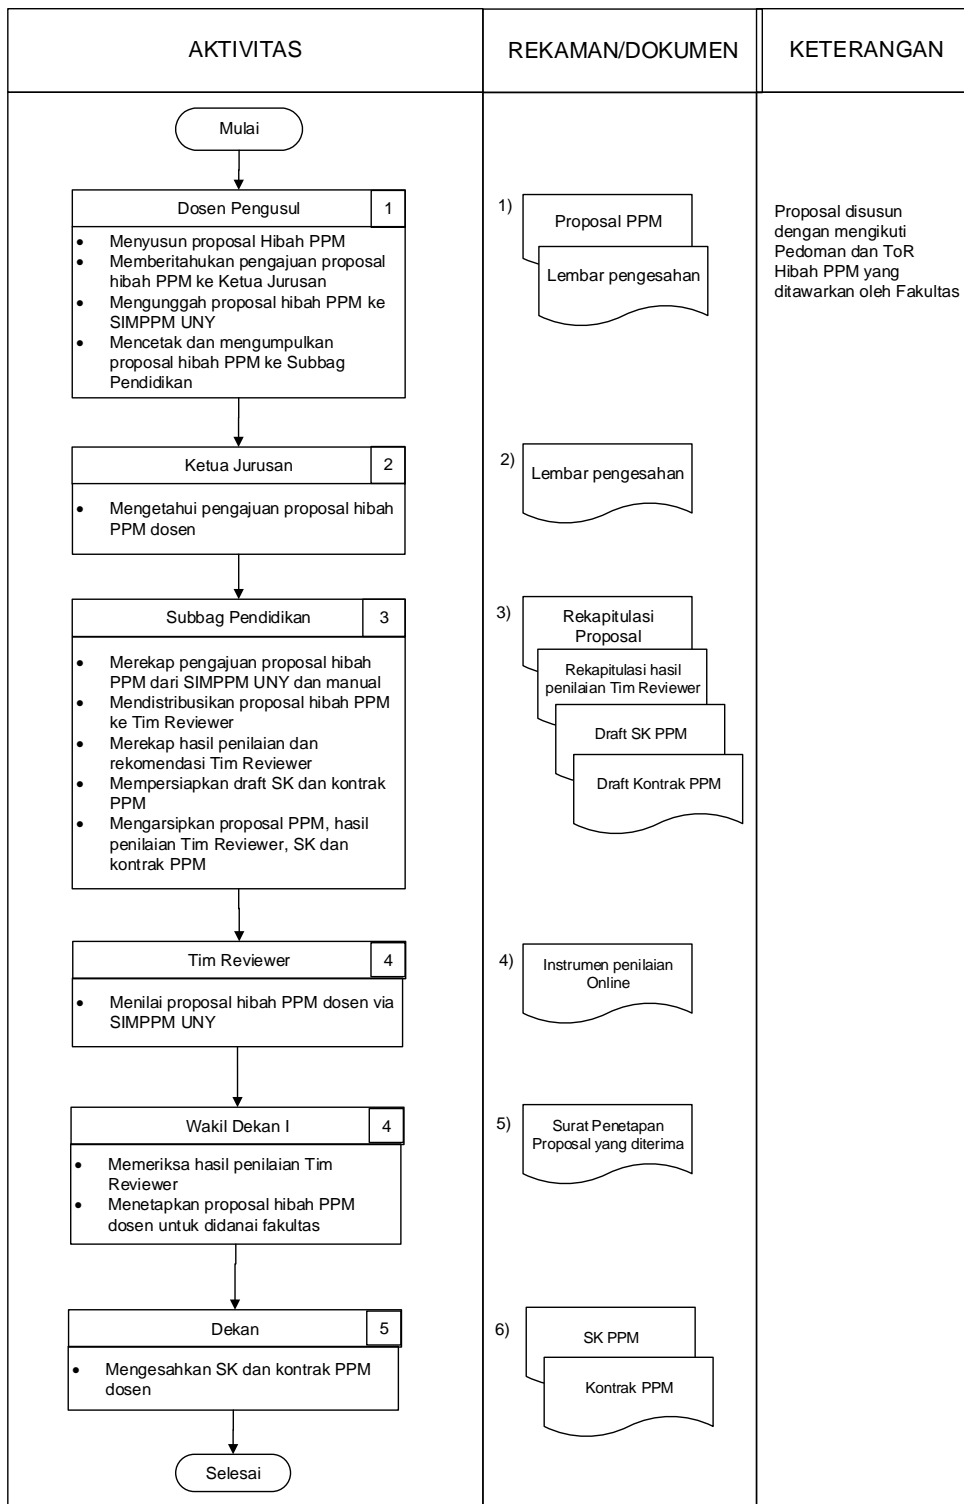 AKTIVITAS
REKAMAN/DOKUMEN
KETERANGAN
Mulai
Dosen Pengusul
1
• Menyusun proposal Hibah PPM
• Memberitahukan pengajuan proposal
hibah PPM ke Ketua Jurusan
• Mengunggah proposal hibah PPM ke
SIMPPM UNY
• Mencetak dan mengumpulkan
proposal hibah PPM ke Subbag
Pendidikan
1)
Proposal PPM
Lembar pengesahan
Proposal disusun
dengan mengikuti
Pedoman dan ToR
Hibah PPM yang
ditawarkan oleh Fakultas
Ketua Jurusan
2
• Mengetahui pengajuan proposal hibah
PPM dosen
2)
Lembar pengesahan
Subbag Pendidikan
3
• Merekap pengajuan proposal hibah
PPM dari SIMPPM UNY dan manual
• Mendistribusikan proposal hibah PPM
ke Tim Reviewer
• Merekap hasil penilaian dan
rekomendasi Tim Reviewer
• Mempersiapkan draft SK dan kontrak
PPM
• Mengarsipkan proposal PPM, hasil
penilaian Tim Reviewer, SK dan
kontrak PPM
3)
Rekapitulasi
Proposal
Rekapitulasi hasil
penilaian Tim Reviewer
Draft SK PPM
Draft Kontrak PPM
Tim Reviewer
4
• Menilai proposal hibah PPM dosen via
SIMPPM UNY
4)
Instrumen penilaian
Online
Wakil Dekan I
4
• Memeriksa hasil penilaian Tim
Reviewer
• Menetapkan proposal hibah PPM
dosen untuk didanai fakultas
5)
Surat Penetapan
Proposal yang diterima
Dekan
5
• Mengesahkan SK dan kontrak PPM
dosen
6)
SK PPM
Kontrak PPM
Selesai